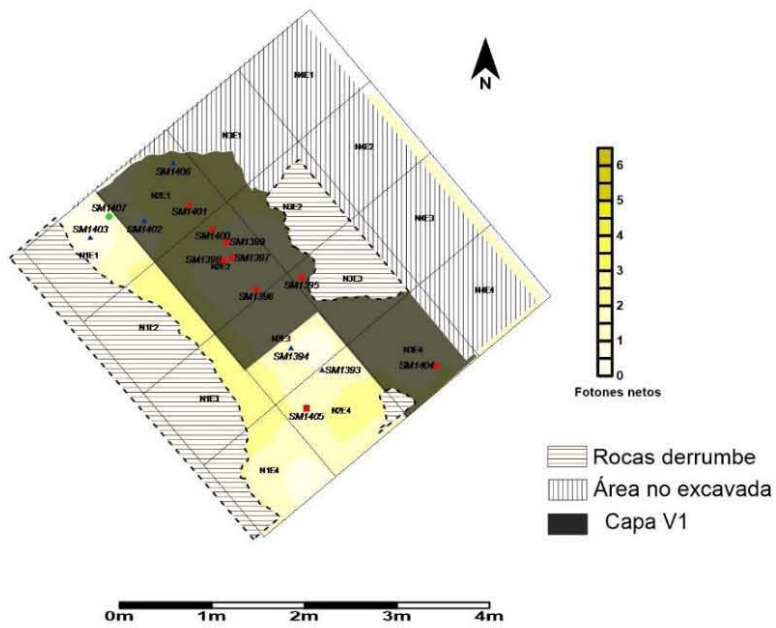 N4E1
N
N3E1
N4E2
SM1406
N2E1
SM1407
SM1401
N3E2
N4E3
SM1403
SM1402
SM1400
SM1399
N1E1
SM1398
SM1397
N2E2
N3E3
SM1395
N4E4
SM1396
N1E2
N2E3
SM1394
N3E4
SM1404
SM1393
N1E3
SM1405
N2E4
N1E4
6
5
4
3
2
1
0
Fotones netos
Rocas derrumbe
Área no excavada
Capa V1
0m 1m 2m 3m 4m